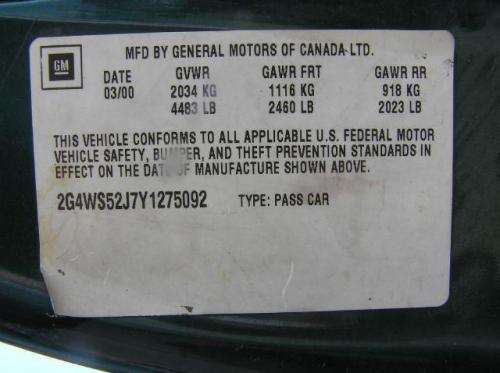 GM
MFD BY GENERAL MOTORS OF CANADA LTD.
DATE GVWR GAWR FRT GAWR RR
03/00 2034 KG 1116 KG 918 KG
4483 LB 2460 LB 2023 LB
THIS VEHICLE CONFORMS TO ALL APPLICABLE U.S. FEDERAL MOTOR
VEHICLE SAFETY, BUMPER, AND THEFT PREVENTION STANDARDS IN
EFFECT ON THE DATE OF MANUFACTURE SHOWN ABOVE.
2G4WS52J7Y1275092 TYPE: PASS CAR